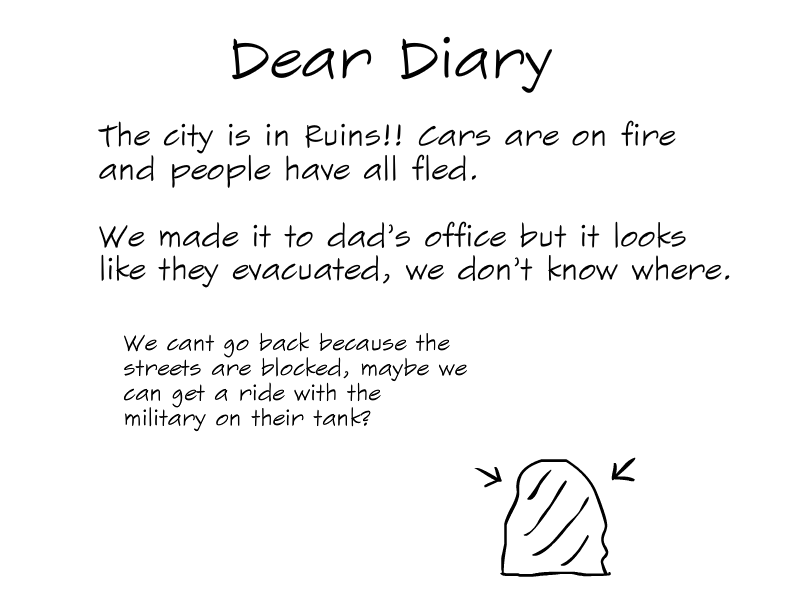 Dear Diary
The city is in Ruins!! Cars are on fire
and people have all fled.
We made it to dad's office but it looks
like they evacuated, we don't know where.
We cant go back because the
streets are blocked, maybe we
can get a ride with the
military on their tank?